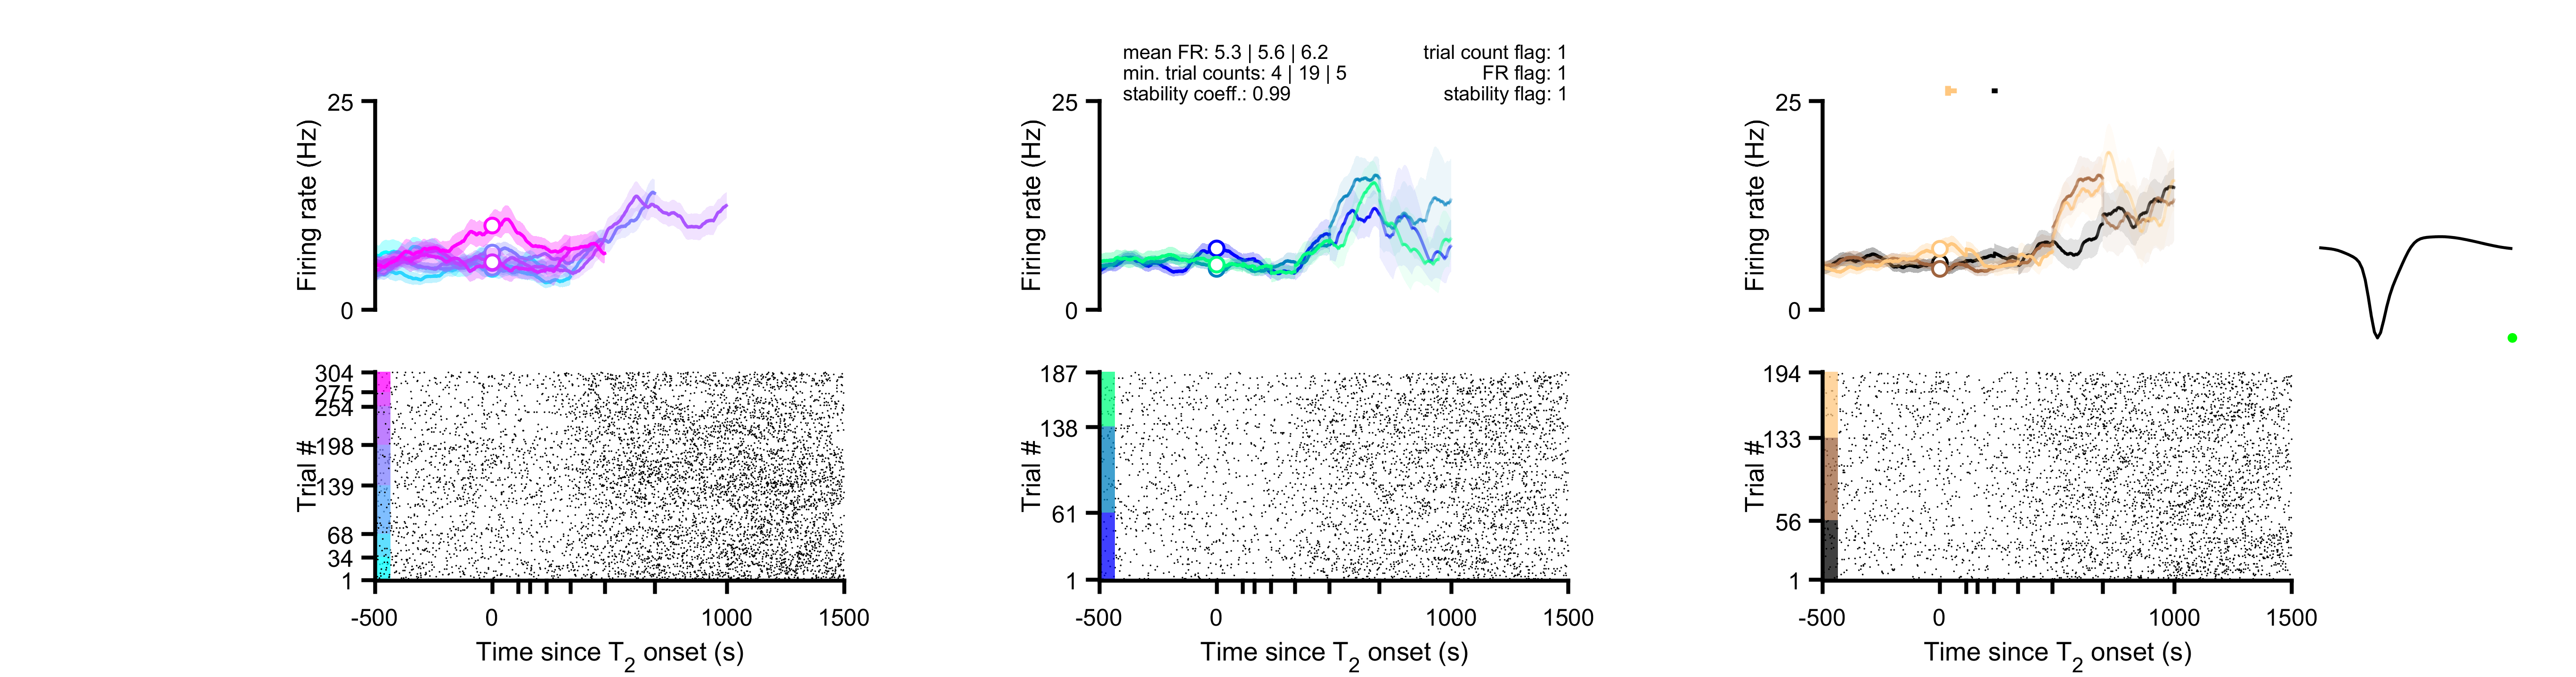 mean FR: 5.3 | 5.6 | 6.2
min. trial counts: 4 | 19 | 5
stability coeff.: 0.99
trial count flag: 1
FR flag: 1
stability flag: 1
25
0
Firing rate (Hz)
25
0
Firing rate (Hz)
25
0
Firing rate (Hz)
304
275
254
198
139
68
34
1
Trial #
-500
0
1000
1500
Time since T2 onset (s)
187
138
61
1
Trial #
-500
0
1000
1500
Time since T2 onset (s)
194
133
56
1
Trial #
-500
0
1000
1500
Time since T2 onset (s)